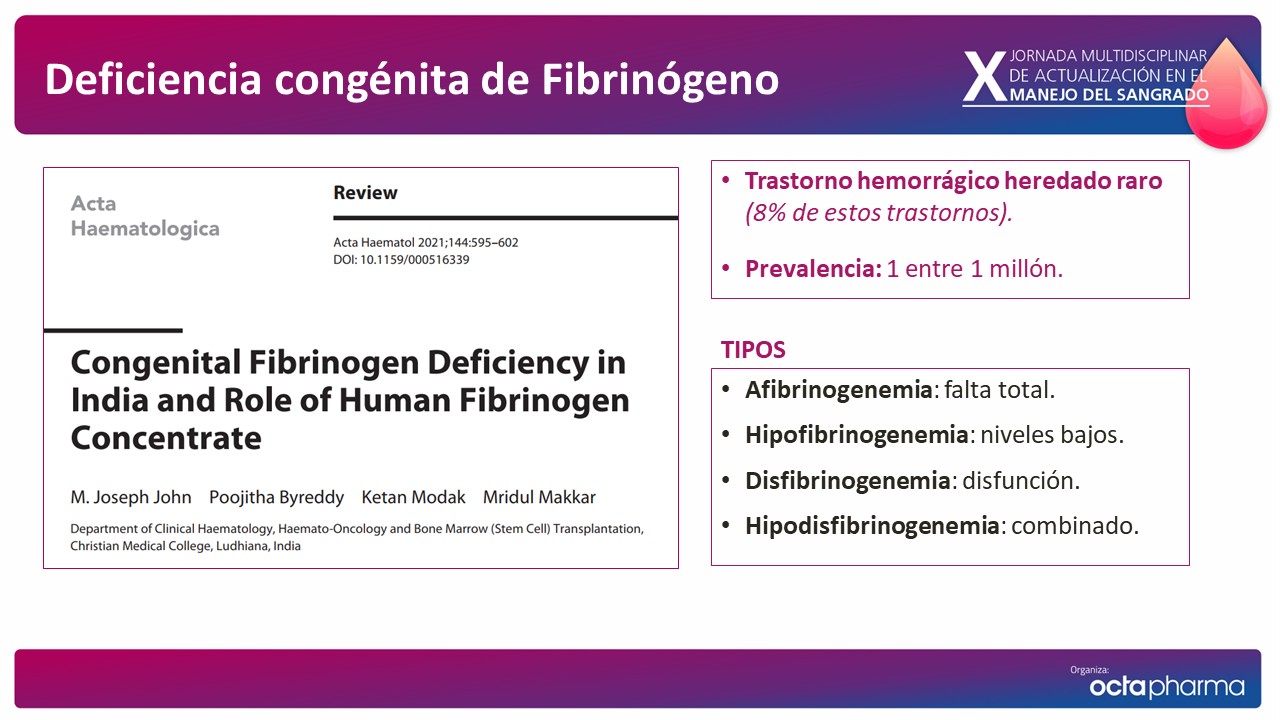 Deficiencia congénita de Fibrinógeno
X JORNADA MULTIDISCIPLINAR
DE ACTUALIZACIÓN EN EL
MANEJO DEL SANGRADO
Acta
Haematologica
Review
Acta Haematol 2021;144:595–602
DOI: 10.1159/000516339
Congenital Fibrinogen Deficiency in
India and Role of Human Fibrinogen
Concentrate
M. Joseph John Poojitha Byreddy Ketan Modak Mridul Makkar
Department of Clinical Haematology, Haemato-Oncology and Bone Marrow (Stem Cell) Transplantation,
Christian Medical College, Ludhiana, India
• Trastorno hemorrágico heredado raro
(8% de estos trastornos).
• Prevalencia: 1 entre 1 millón.
TIPOS
• Afibrinogenemia: falta total.
• Hipofibrinogenemia: niveles bajos.
• Disfibrinogenemia: disfunción.
• Hipodisfibrinogenemia: combinado.
Organiza:
octapharma